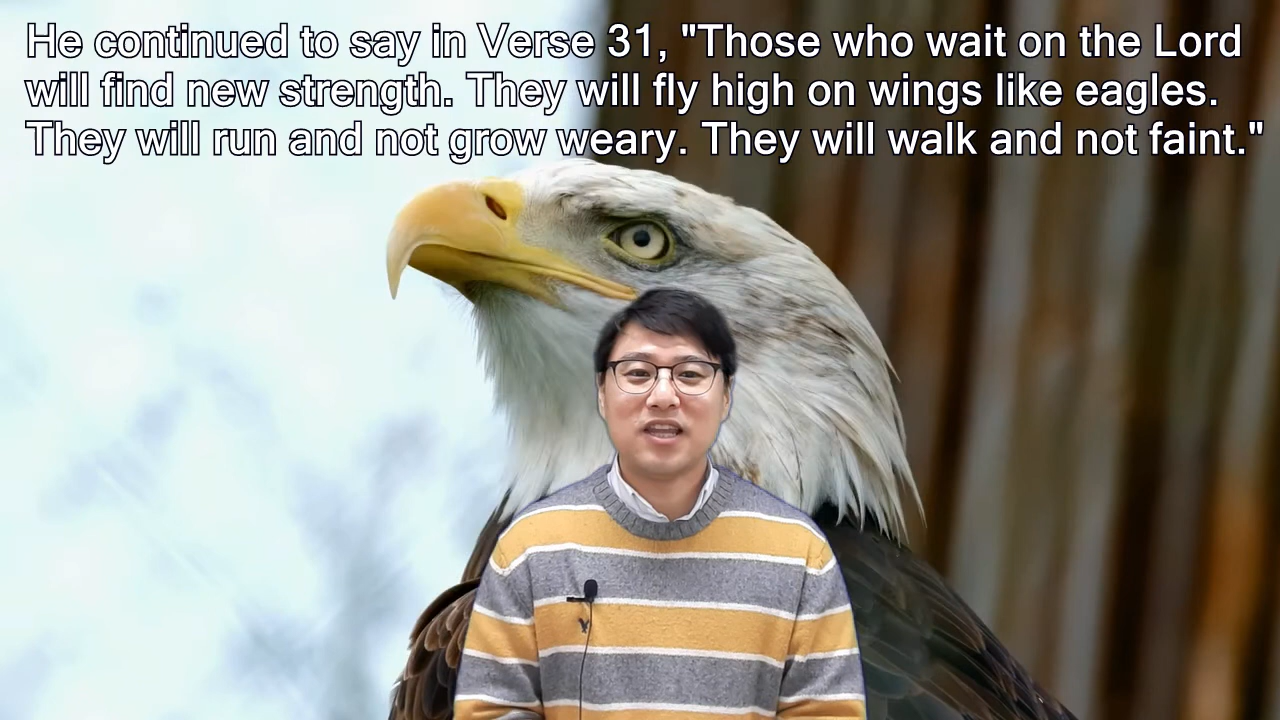 He continued to say in Verse 31, "Those who wait on the Lord
will find new strength. They will fly high on wings like eagles.
They will run and not grow weary. They will walk and not faint."